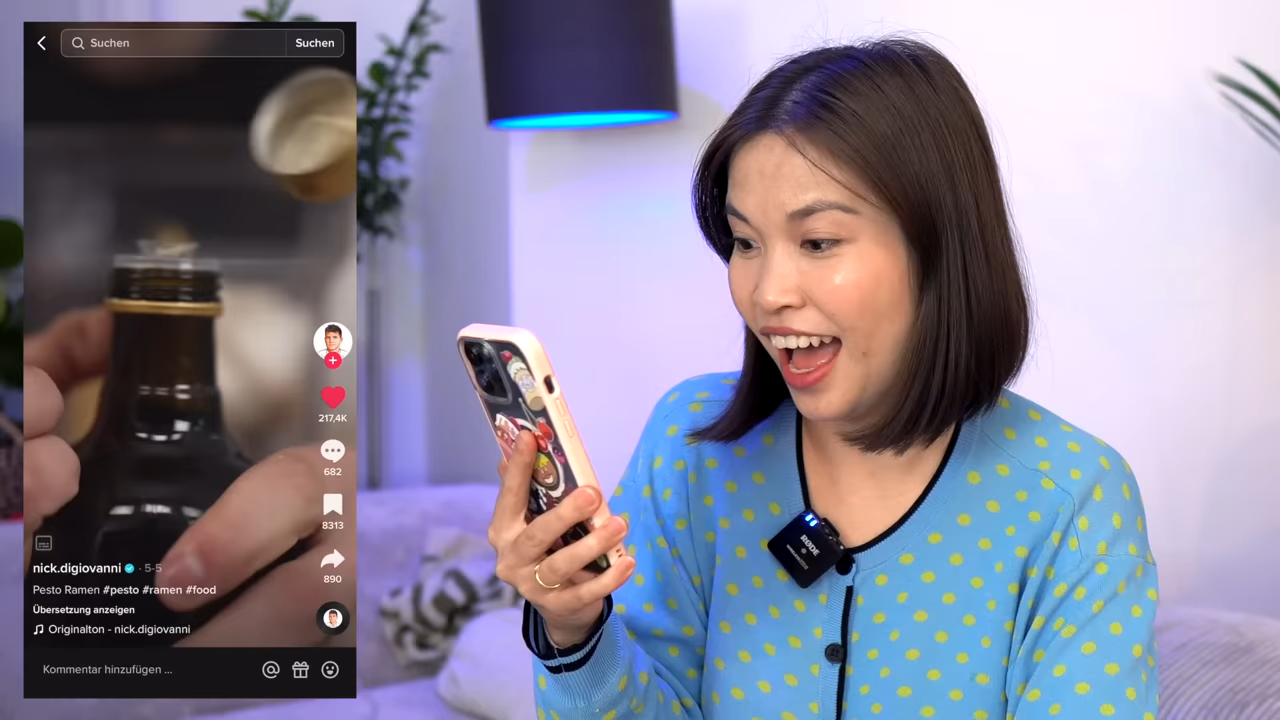 Suchen
Suchen
217,4K
682
8313
890
nick.digiovanni · 5-5
Pesto Ramen #pesto #ramen #food
Übersetzung anzeigen
Originalton - nick.digiovanni
Kommentar hinzufügen ...
RØDE